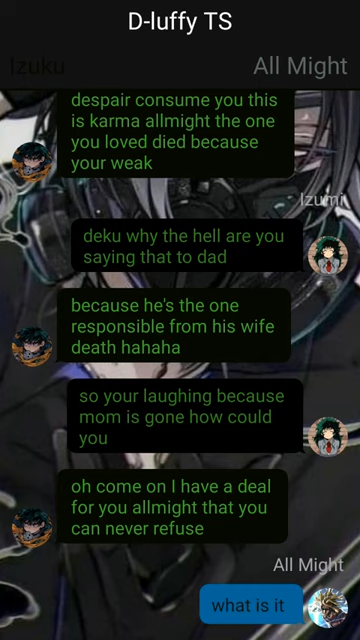 D-luffy TS
Izuku
All Might
despair consume you this
is karma allmight the one
you loved died because
your weak
Izumi
deku why the hell are you
saying that to dad
because he's the one
responsible from his wife
death hahaha
so your laughing because
mom is gone how could
you
oh come on I have a deal
for you allmight that you
can never refuse
All Might
what is it